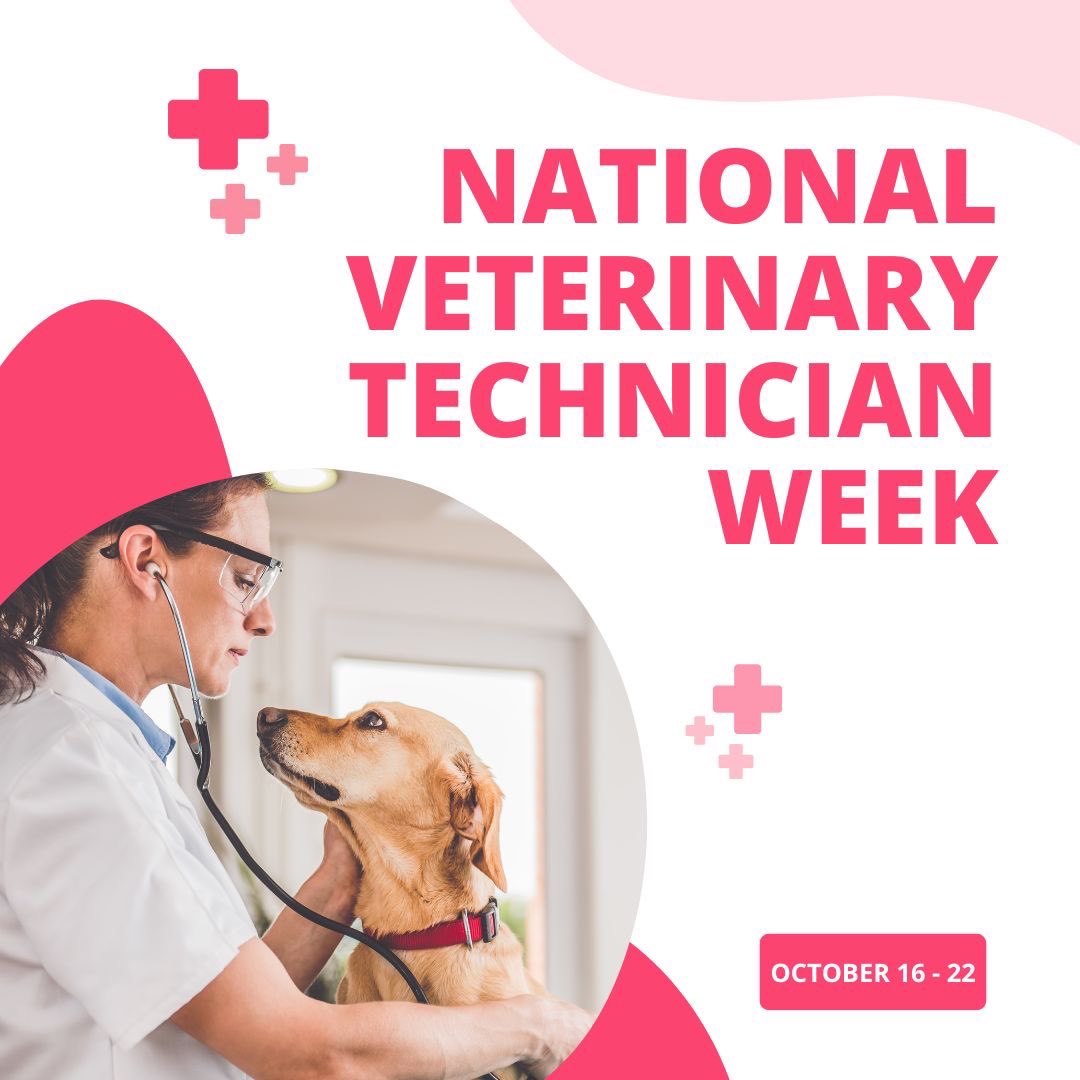 NATIONAL
VETERINARY
TECHNICIAN
WEEK
OCTOBER 16 - 22